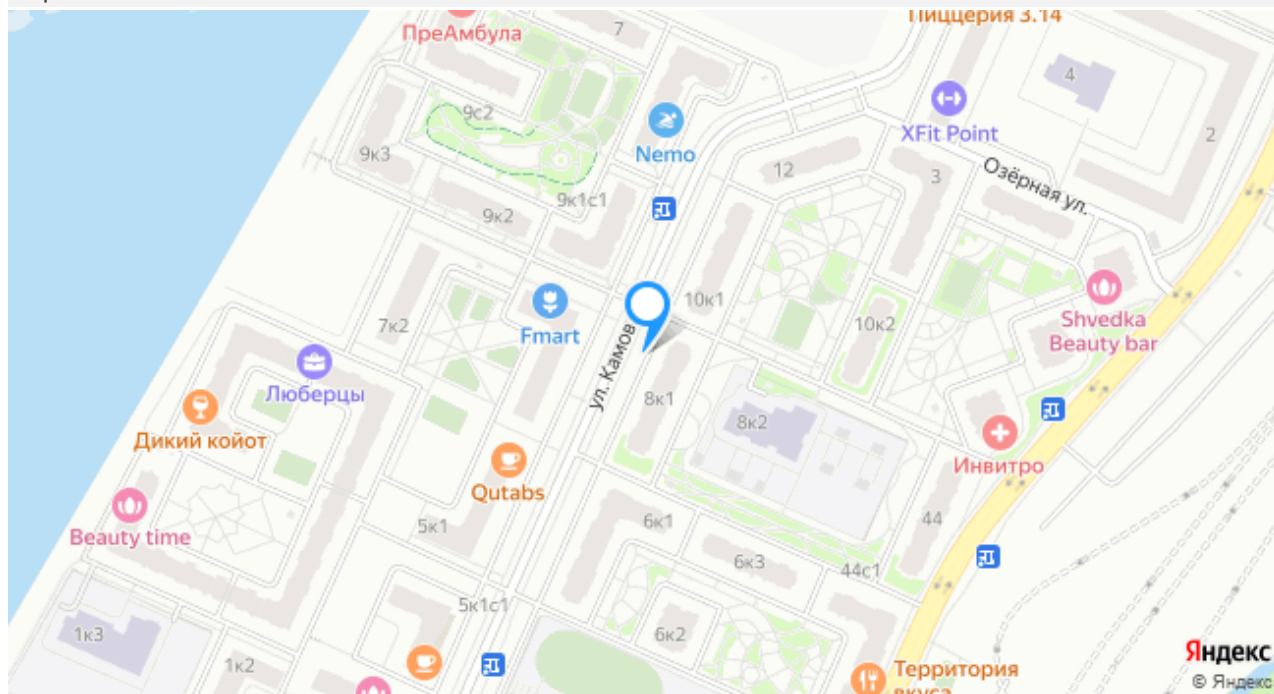 Пиццерия 3.14
ПреАмбула
7
4
9с2
XFit Point
2
Nemo
9к3
12
3
Озёрная ул.
9к1с1
9к2
10к1
7к2
Fmart
10к2
Shvedka
Beauty bar
ул. Камов
Люберцы
8к1
8к2
Дикий койот
Инвитро
Qutabs
Beauty time
5к1
6к1
44
6к3
44с1
5к1с1
1к3
6к2
1к2
Территория
вкуса
Яндекс
© Яндекс